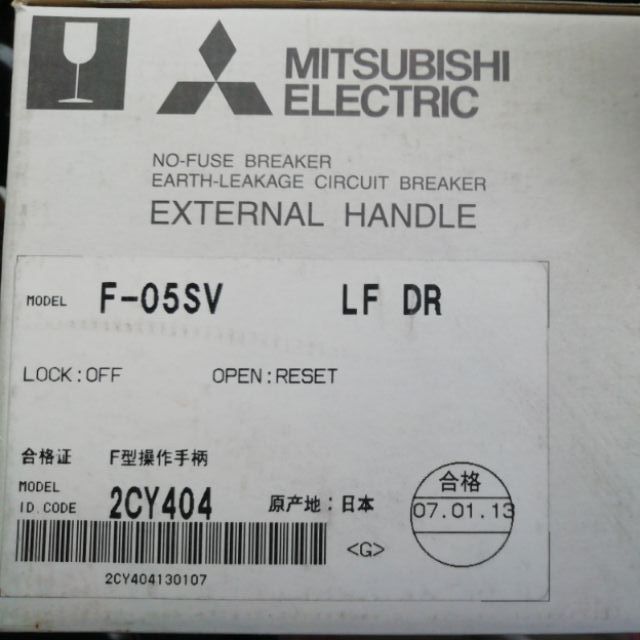 MITSUBISHI
ELECTRIC
NO-FUSE BREAKER
EARTH-LEAKAGE CIRCUIT BREAKER
EXTERNAL HANDLE
MODEL F-05SV LF DR
LOCK:OFF OPEN:RESET
合格证 F型操作手柄
MODEL
ID.CODE 2CY404 原产地:日本
合格
07.01.13
<G>
2CY404130107